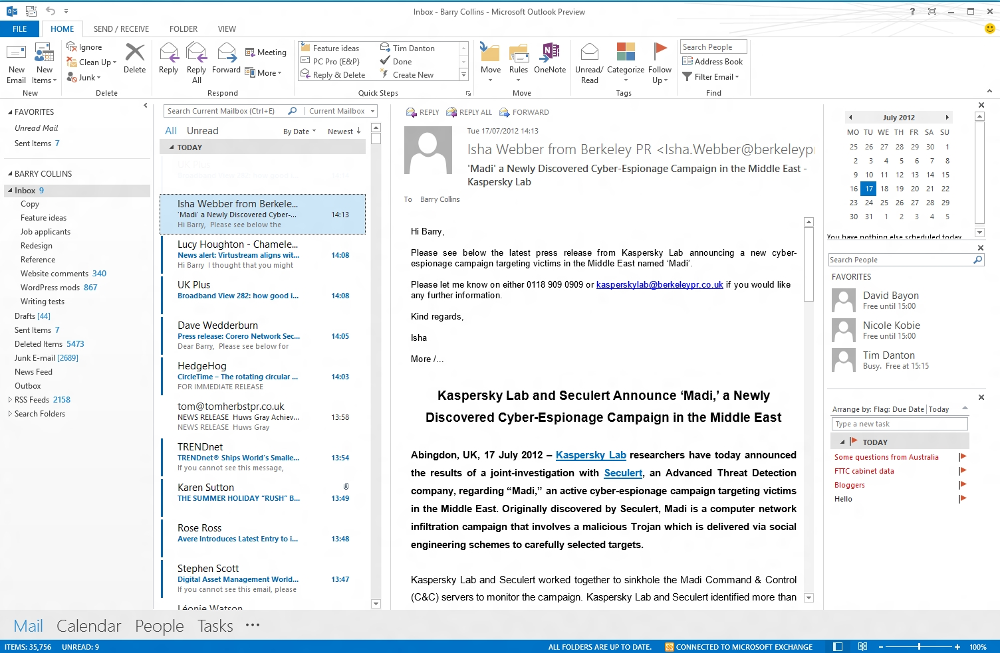 Inbox - Barry Collins - Microsoft Outlook Preview
FILE HOME SEND / RECEIVE FOLDER VIEW
New Email
New Items
New
Ignore
Clean Up
Junk
Delete
Delete
Reply
Reply All
Forward
Meeting
More
Respond
Feature ideas
PC Pro (E&P)
Reply & Delete
Tim Danton
Done
Create New
Quick Steps
Move
Rules
OneNote
Move
Unread/ Read
Categorize
Follow Up
Tags
Search People
Address Book
Filter Email
Find
FAVORITES
Unread Mail
Sent Items 7
BARRY COLLINS
Inbox 9
Copy
Feature ideas
Job applicants
Redesign
Reference
Website comments 340
WordPress mods 867
Writing tests
Drafts [44]
Sent Items 7
Deleted Items 5473
Junk E-mail [2689]
News Feed
Outbox
RSS Feeds 2158
Search Folders
Search Current Mailbox (Ctrl+E) Current Mailbox
All Unread By Date Newest
TODAY
UK Plus
Broadband View 282: how good i...
Isha Webber from Berkele...
'Madi' a Newly Discovered Cyber-... 14:13
Hi Barry, Please see below the
Lucy Houghton - Chamele...
News alert: Virtustream aligns wit... 14:08
Hi Barry I thought that you might
UK Plus
Broadband View 282: how good i... 14:08
Dave Wedderburn
Press release: Corero Network Sec... 14:05
Dear Barry, Please see below for
HedgeHog
CircleTime – The rotating circular ... 14:03
FOR IMMEDIATE RELEASE
tom@tomherbstpr.co.uk
NEWS RELEASE Huws Gray Achiev... 13:58
NEWS RELEASE Huws Gray
TRENDnet
TRENDnet® Ships World's Smalle... 13:54
If you cannot see this message,
Karen Sutton
THE SUMMER HOLIDAY “RUSH” B... 13:49
Rose Ross
Avere Introduces Latest Entry to i... 13:48
Stephen Scott
Digital Asset Management World... 13:47
If you cannot see this email, please
Léonie Watson
REPLY REPLY ALL FORWARD
Tue 17/07/2012 14:13
Isha Webber from Berkeley PR <Isha.Webber@berkeleypr
'Madi' a Newly Discovered Cyber-Espionage Campaign in the Middle East -
Kaspersky Lab
To Barry Collins
Hi Barry,
Please see below the latest press release from Kaspersky Lab announcing a new cyber-
espionage campaign targeting victims in the Middle East named ‘Madi’.
Please let me know on either 0118 909 0909 or kasperskylab@berkeleypr.co.uk if you would like
any further information.
Kind regards,
Isha
More /...
Kaspersky Lab and Seculert Announce ‘Madi,’ a Newly
Discovered Cyber-Espionage Campaign in the Middle East
Abingdon, UK, 17 July 2012 – Kaspersky Lab researchers have today announced
the results of a joint-investigation with Seculert, an Advanced Threat Detection
company, regarding “Madi,” an active cyber-espionage campaign targeting victims
in the Middle East. Originally discovered by Seculert, Madi is a computer network
infiltration campaign that involves a malicious Trojan which is delivered via social
engineering schemes to carefully selected targets.
Kaspersky Lab and Seculert worked together to sinkhole the Madi Command & Control
(C&C) servers to monitor the campaign. Kaspersky Lab and Seculert identified more than
July 2012
MO TU WE TH FR SA SU
25 26 27 28 29 30 1
2 3 4 5 6 7 8
9 10 11 12 13 14 15
16 17 18 19 20 21 22
23 24 25 26 27 28 29
30 31 1 2 3 4 5
You have nothing else scheduled today.
Search People
FAVORITES
David Bayon
Free until 15:00
Nicole Kobie
Free until 15:00
Tim Danton
Busy. Free at 15:15
Arrange by: Flag: Due Date Today
Type a new task
TODAY
Some questions from Australia
FTTC cabinet data
Bloggers
Hello
Mail Calendar People Tasks •••
ITEMS: 35,756 UNREAD: 9 ALL FOLDERS ARE UP TO DATE. CONNECTED TO MICROSOFT EXCHANGE 100%